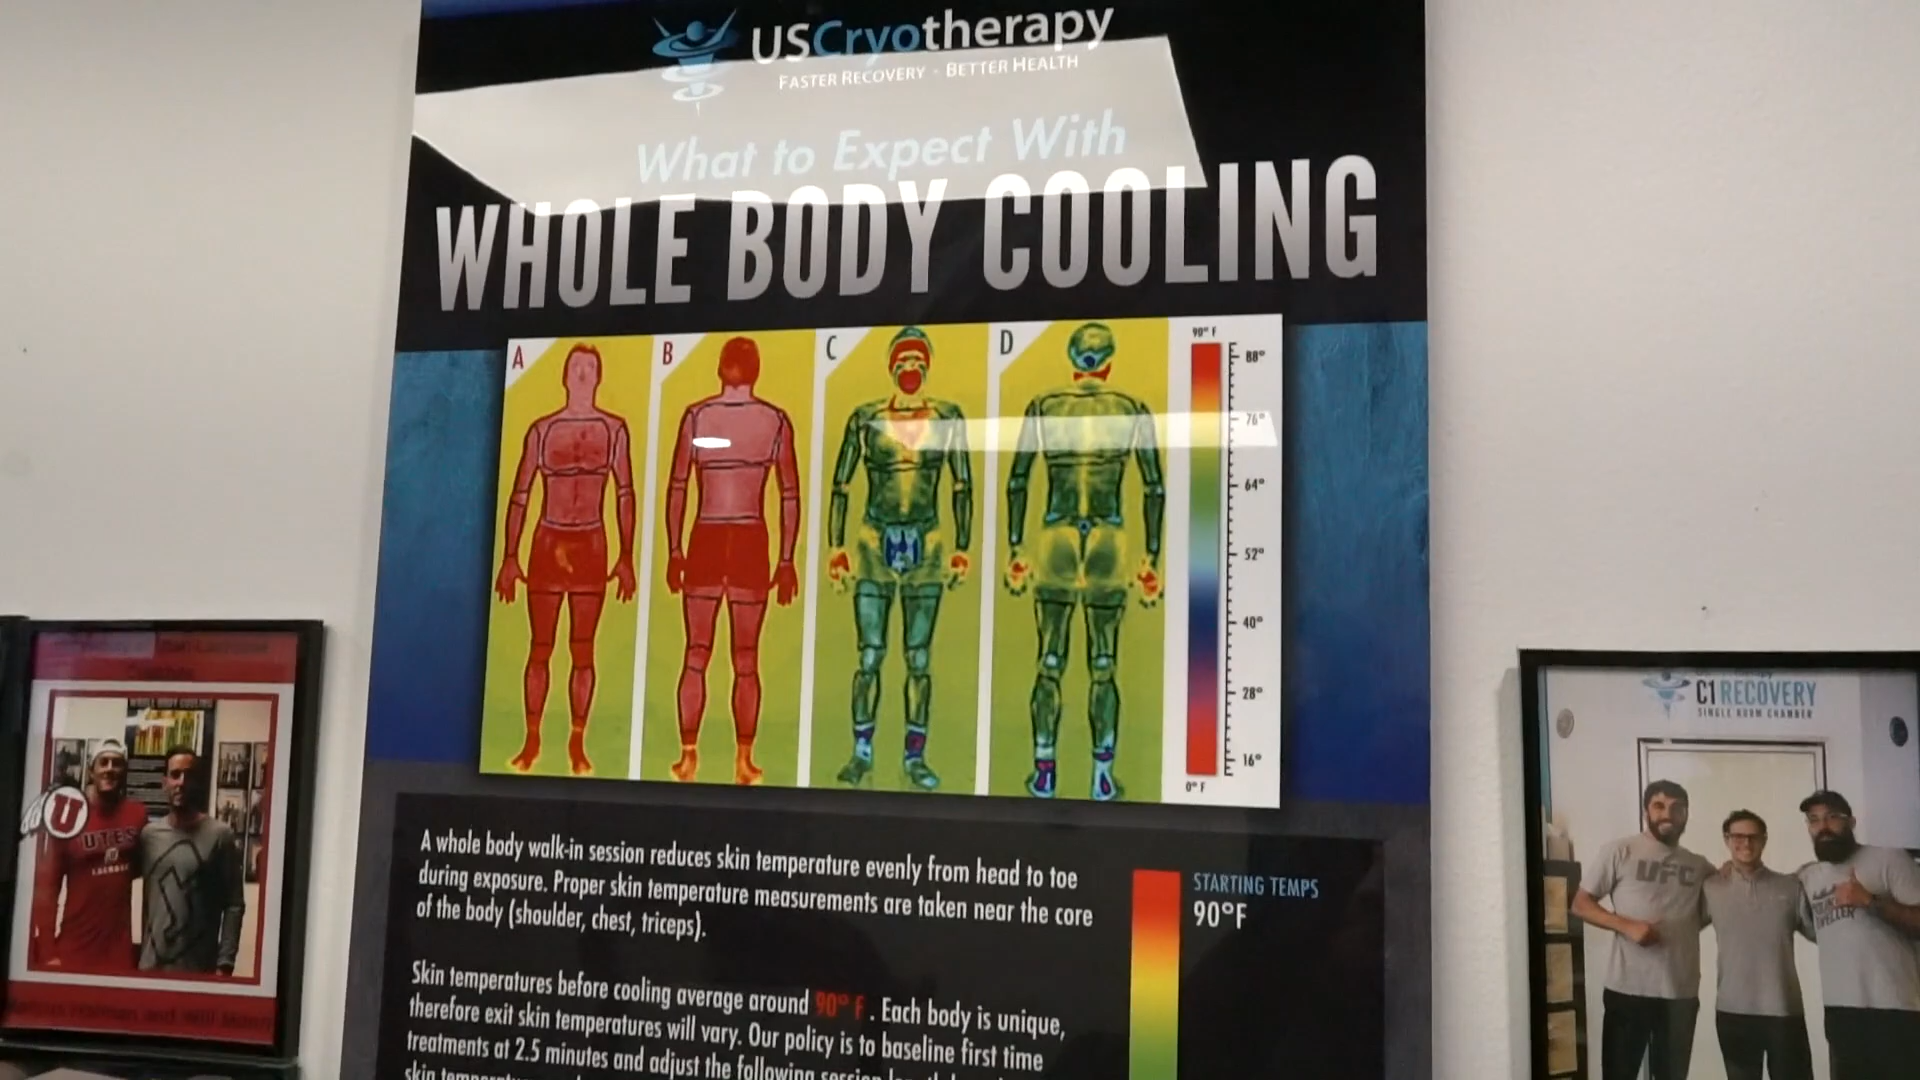 USCryotherapy
FASTER RECOVERY - BETTER HEALTH
What to Expect With
WHOLE BODY COOLING
A
B
C
D
90° F
88°
76°
64°
52°
40°
28°
16°
0° F
A whole body walk-in session reduces skin temperature evenly from head to toe
during exposure. Proper skin temperature measurements are taken near the core
of the body (shoulder, chest, triceps).
Skin temperatures before cooling average around 90° F . Each body is unique,
therefore exit skin temperatures will vary. Our policy is to baseline first time
treatments at 2.5 minutes and adjust the following session
STARTING TEMPS
90°F
WHOLE BODY COOLING
U
UTES
LACROSSE
C1 RECOVERY
SINGLE ROOM CHAMBER
UFC